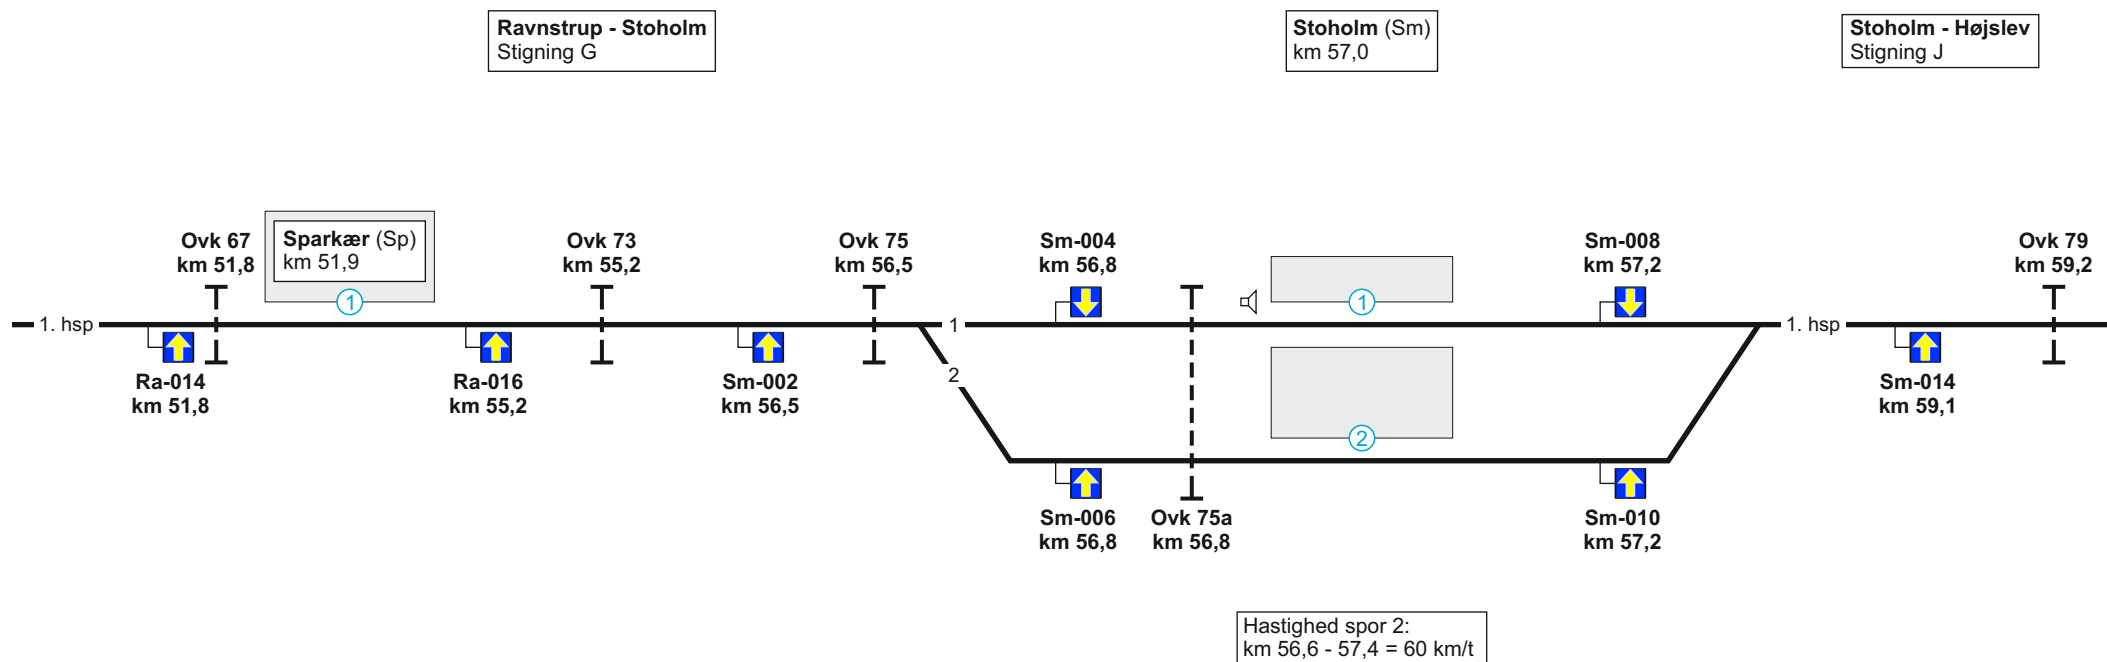 Ravnstrup - Stoholm
Stigning G
Stoholm (Sm)
km 57,0
Stoholm - Højslev
Stigning J
Ovk 67
km 51,8
Sparkær (Sp)
km 51,9
1
Ovk 73
km 55,2
Ovk 75
km 56,5
Sm-004
km 56,8
1
Sm-008
km 57,2
Ovk 79
km 59,2
1. hsp
1
1. hsp
Ra-014
km 51,8
Ra-016
km 55,2
Sm-002
km 56,5
2
Sm-014
km 59,1
2
Sm-006
km 56,8
Ovk 75a
km 56,8
Sm-010
km 57,2
Hastighed spor 2:
km 56,6 - 57,4 = 60 km/t